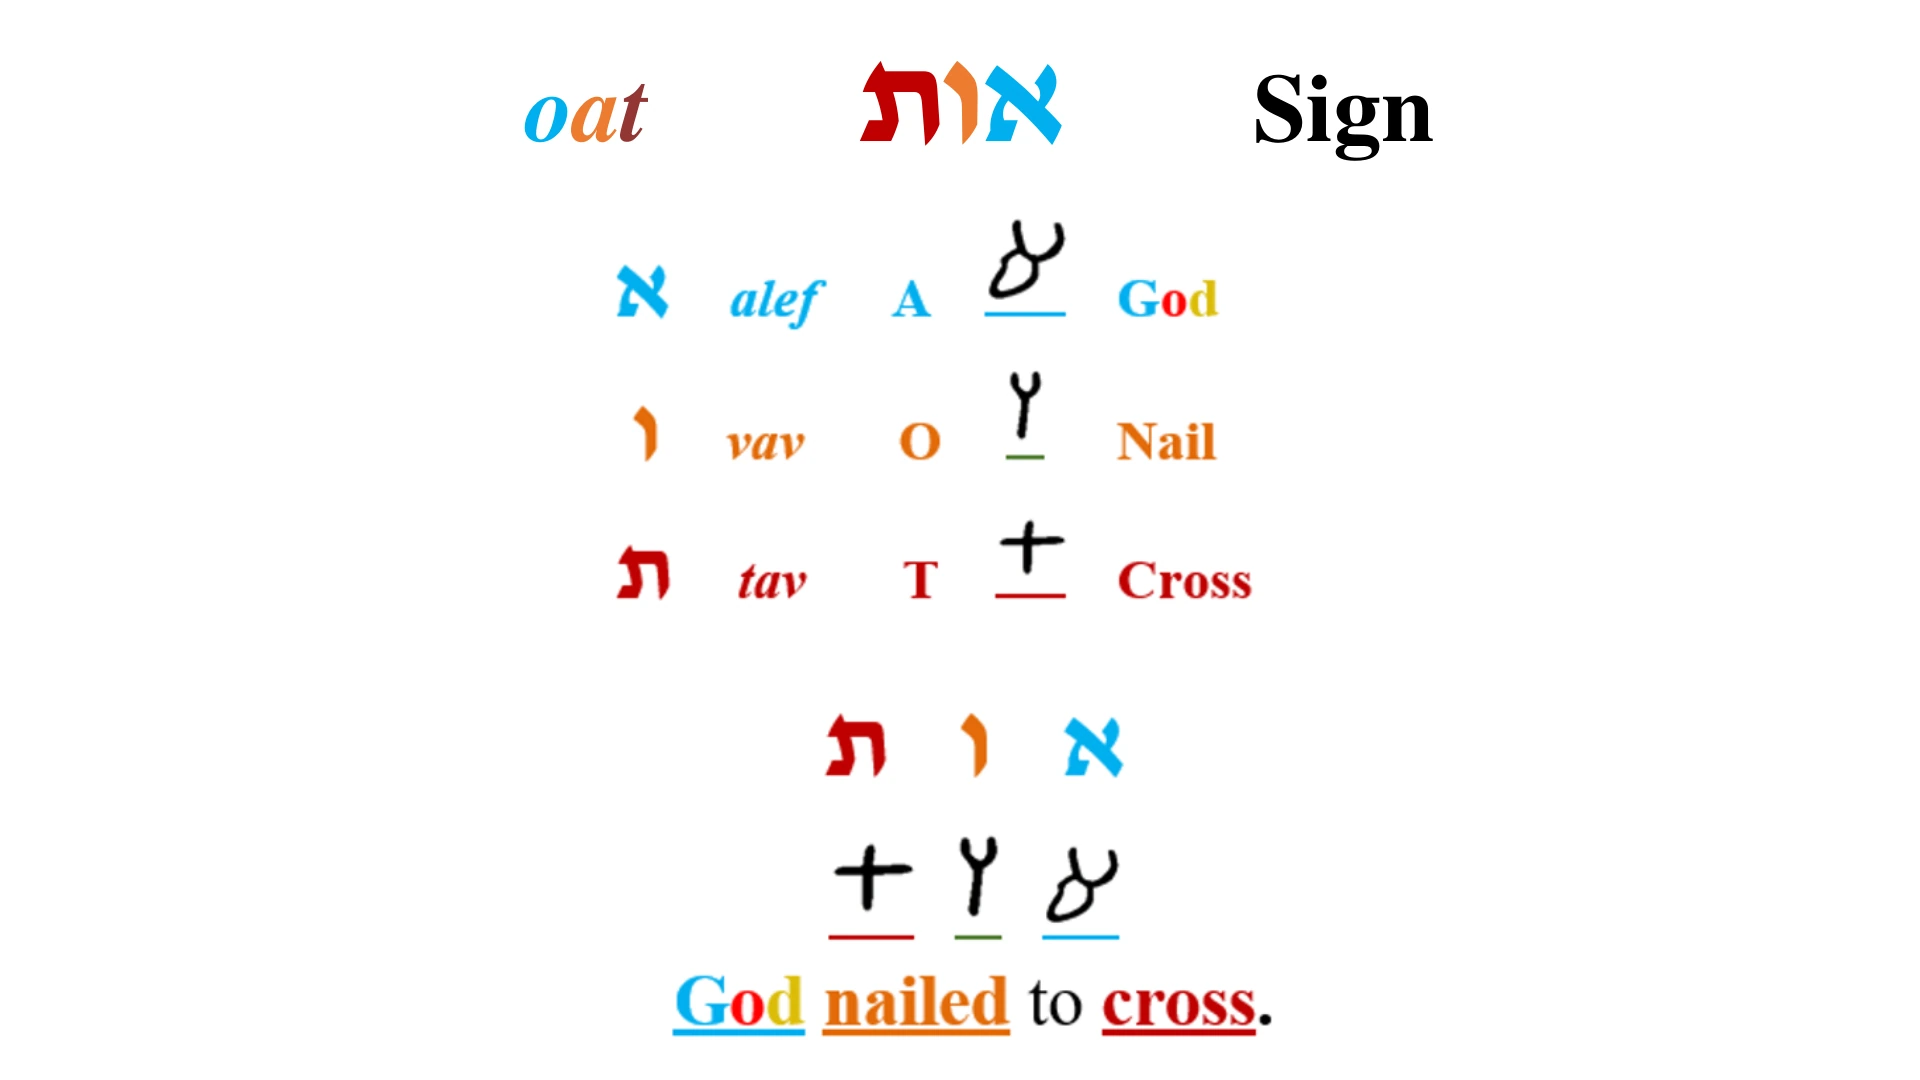 oat אות Sign
א alef A God
ו vav O Nail
ת tav T Cross
א ו ת
God nailed to cross.